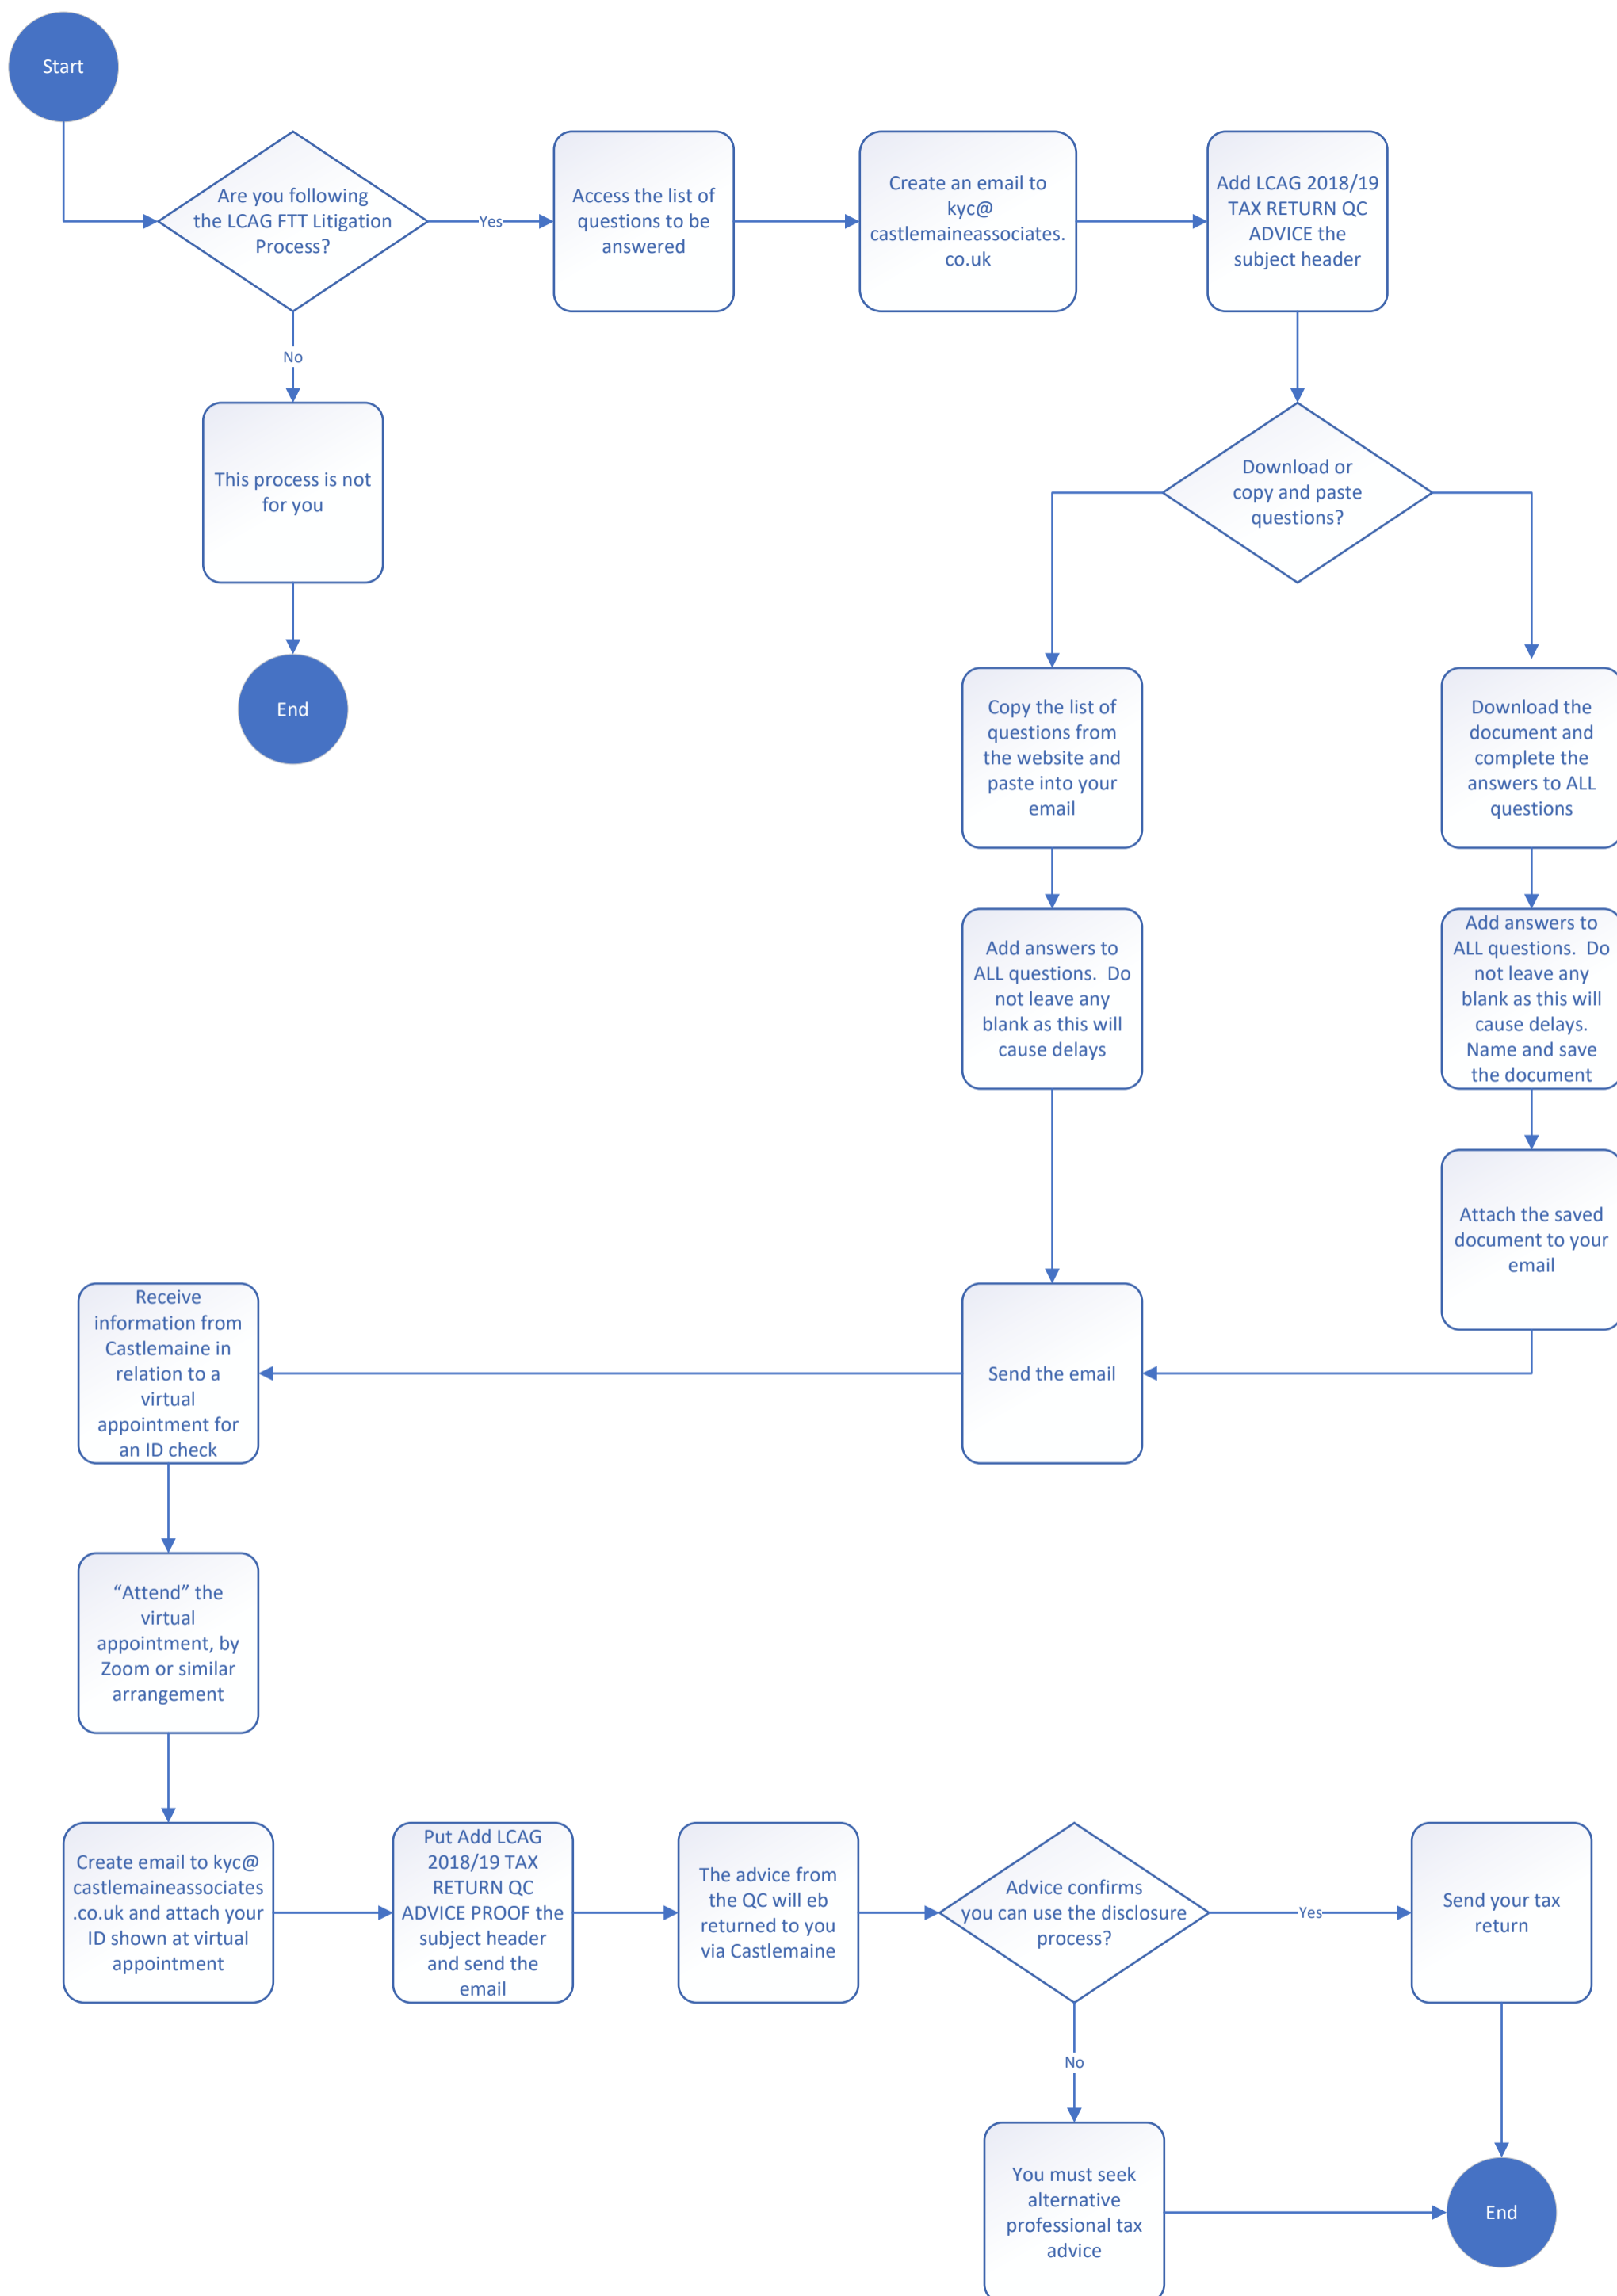 Start
Are you following
the LCAG FTT Litigation
Process?
Yes
Access the list of
questions to be
answered
Create an email to
kyc@
castlemaineassociates.
co.uk
Add LCAG 2018/19
TAX RETURN QC
ADVICE the
subject header
No
This process is not
for you
End
Download or
copy and paste
questions?
Copy the list of
questions from
the website and
paste into your
email
Download the
document and
complete the
answers to ALL
questions
Add answers to
ALL questions.  Do
not leave any
blank as this will
cause delays
Add answers to
ALL questions.  Do
not leave any
blank as this will
cause delays.
Name and save
the document
Attach the saved
document to your
email
Send the email
Receive
information from
Castlemaine in
relation to a
virtual
appointment for
an ID check
“Attend” the
virtual
appointment, by
Zoom or similar
arrangement
Create email to kyc@
castlemaineassociates
.co.uk and attach your
ID shown at virtual
appointment
Put Add LCAG
2018/19 TAX
RETURN QC
ADVICE PROOF the
subject header
and send the
email
The advice from
the QC will eb
returned to you
via Castlemaine
Advice confirms
you can use the disclosure
process?
Yes
Send your tax
return
No
You must seek
alternative
professional tax
advice
End